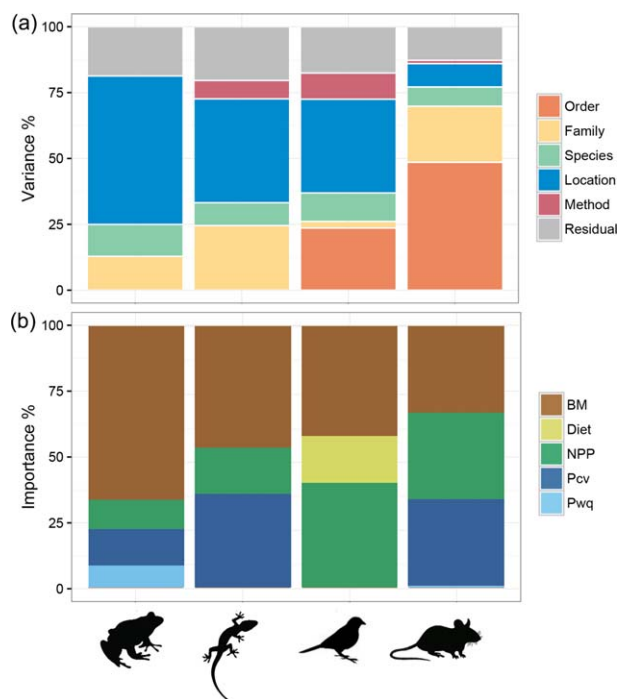 (a)
100
75
50
25
0
Variance %
Order
Family
Species
Location
Method
Residual
(b)
100
75
50
25
0
Importance %
BM
Diet
NPP
Pcv
Pwq